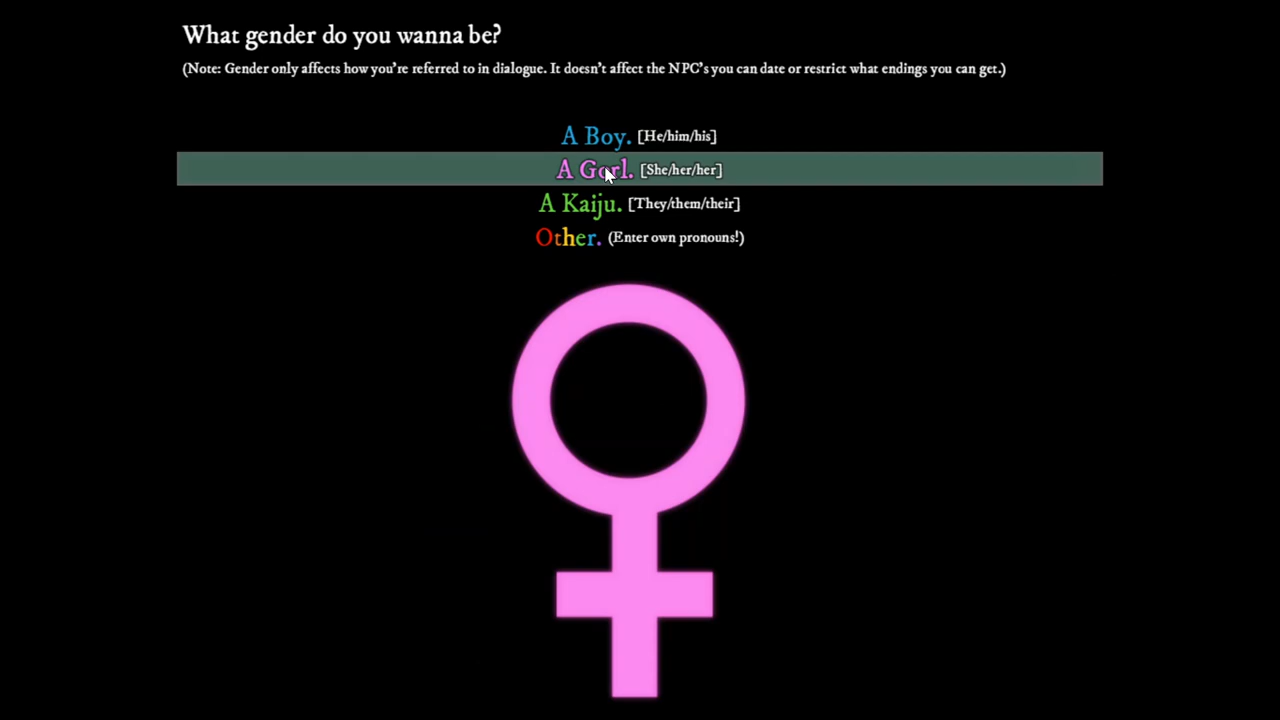 What gender do you wanna be?
(Note: Gender only affects how you're referred to in dialogue. It doesn't affect the NPC's you can date or restrict what endings you can get.)
A Boy. [He/him/his]
A Gorl. [She/her/her]
A Kaiju. [They/them/their]
Other. (Enter own pronouns!)